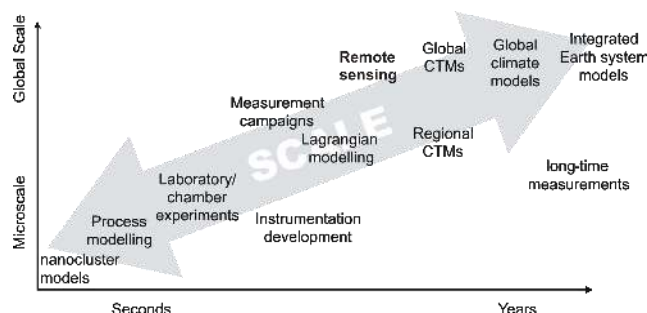 Global Scale
Microscale
Remote
sensing
Global
CTMs
Global
climate
models
Integrated
Earth system
models
Measurement
campaigns
SCALE
Lagrangian
modelling
Regional
CTMs
long-time
measurements
Laboratory/
chamber
experiments
Instrumentation
development
Process
modelling
nanocluster
models
Seconds
Years